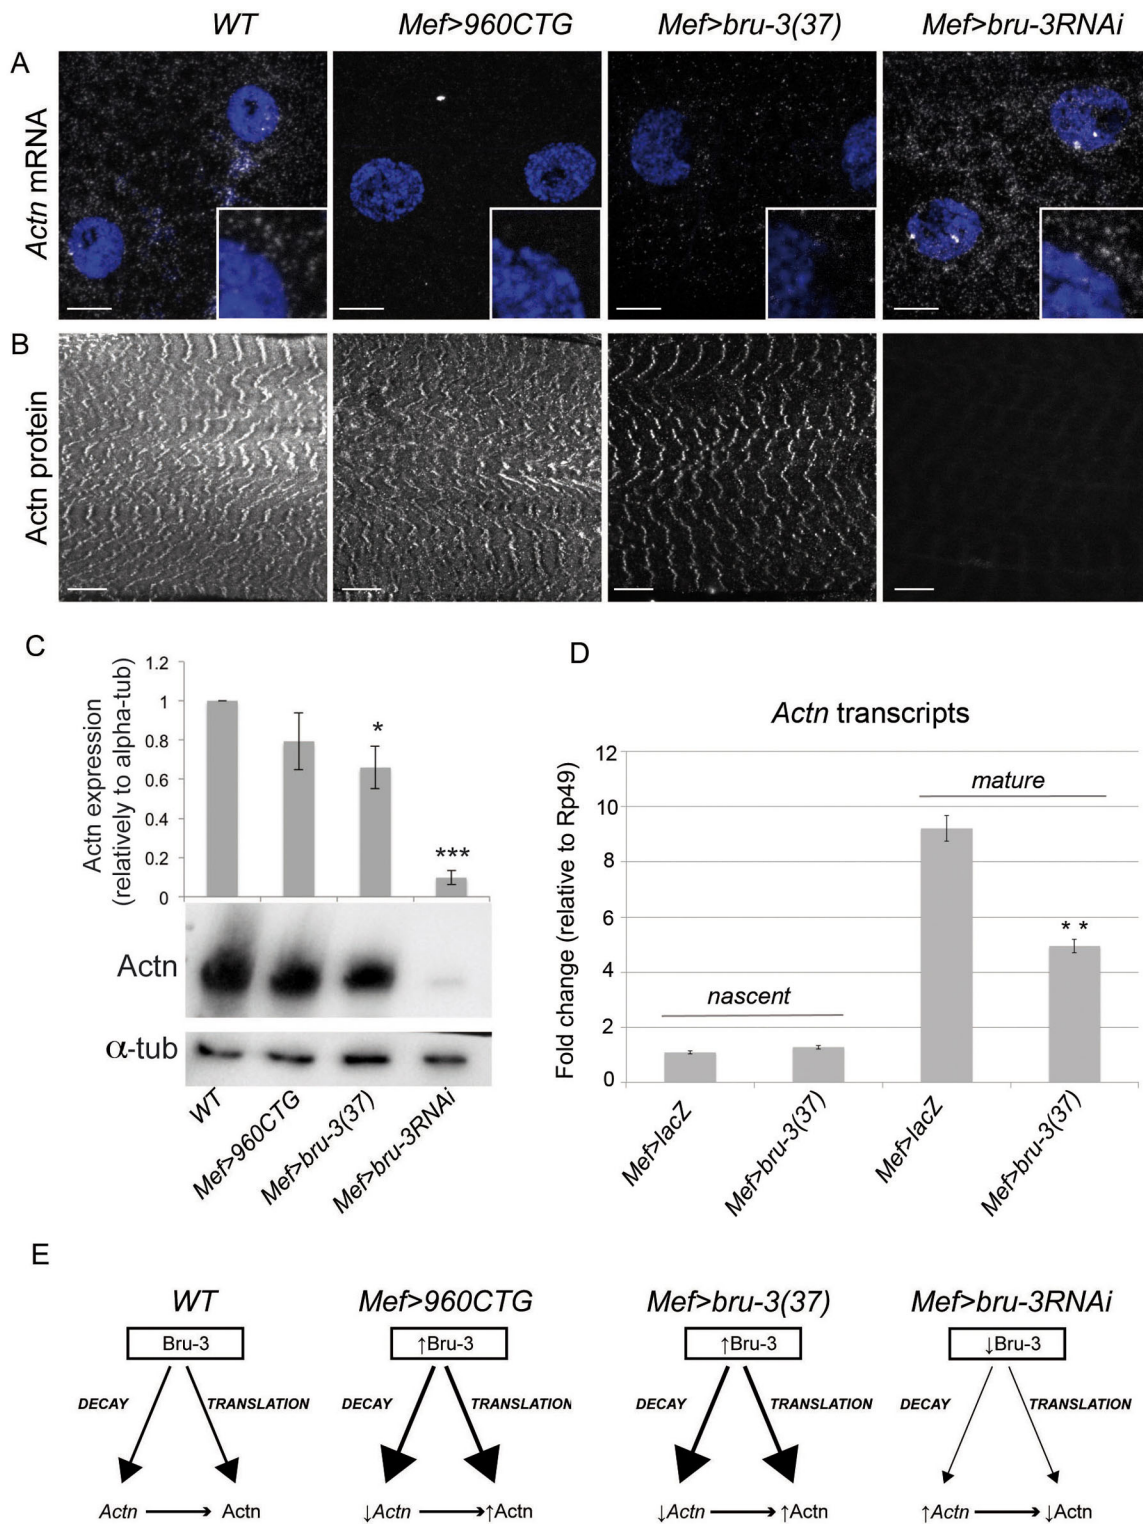 WT Mef>960CTG Mef>bru-3(37) Mef>bru-3RNAi
A
Actn mRNA
B
Actn protein
C
Actn expression
(relatively to alpha-tub)
1.2
1
0.8
0.6
0.4
0.2
0
*
***
Actn
α-tub
WT
Mef>960CTG
Mef>bru-3(37)
Mef>bru-3RNAi
D
Actn transcripts
Fold change (relative to Rp49)
12
10
8
6
4
2
0
nascent
mature
**
Mef>lacZ
Mef>bru-3(37)
Mef>lacZ
Mef>bru-3(37)
E
WT Mef>960CTG Mef>bru-3(37) Mef>bru-3RNAi
Bru-3 ↑Bru-3 ↑Bru-3 ↓Bru-3
DECAY TRANSLATION DECAY TRANSLATION DECAY TRANSLATION DECAY TRANSLATION
Actn → Actn ↓Actn → ↑Actn ↓Actn → ↑Actn ↑Actn → ↓Actn